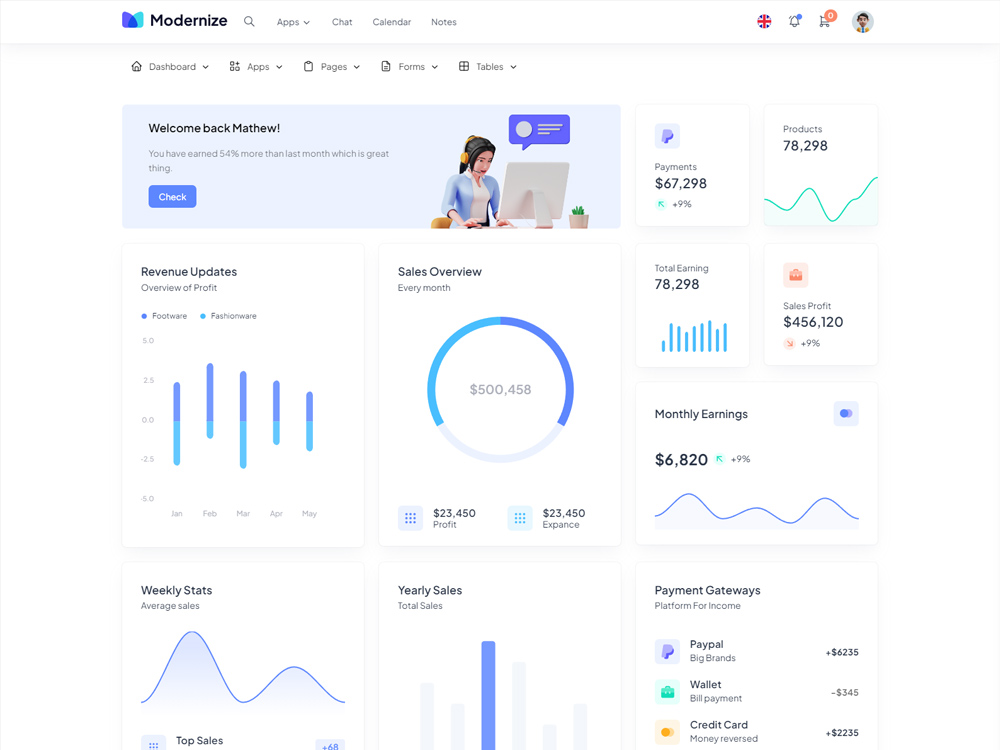 Modernize
Apps
Chat
Calendar
Notes
0
Dashboard
Apps
Pages
Forms
Tables
Welcome back Mathew!
You have earned 54% more than last month which is great
thing.
Check
Payments
$67,298
+9%
Products
78,298
Revenue Updates
Overview of Profit
Footware
Fashionware
5.0
2.5
0.0
-2.5
-5.0
Jan
Feb
Mar
Apr
May
Sales Overview
Every month
$500,458
$23,450
Profit
$23,450
Expance
Total Earning
78,298
Sales Profit
$456,120
+9%
Monthly Earnings
$6,820
+9%
Weekly Stats
Average sales
Top Sales
+68
Yearly Sales
Total Sales
Payment Gateways
Platform For Income
Paypal
Big Brands
+$6235
Wallet
Bill payment
-$345
Credit Card
Money reversed
+$2235